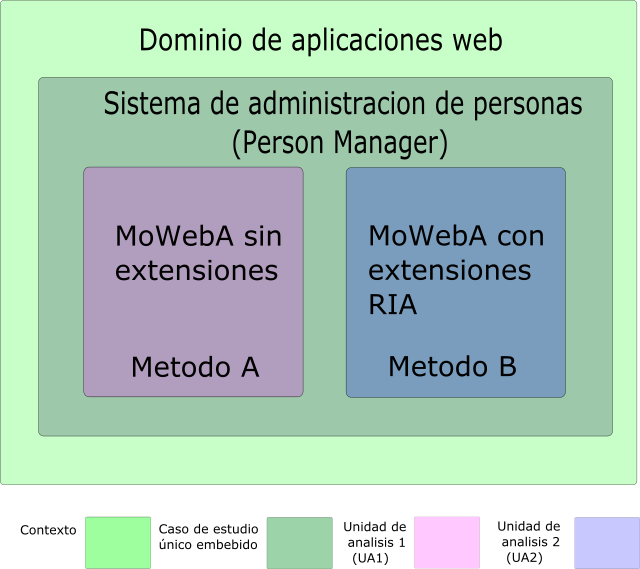 Dominio de aplicaciones web
Sistema de administracion de personas
(Person Manager)
MoWebA sin
extensiones
Metodo A
MoWebA con
extensiones
RIA
Metodo B
Contexto
Caso de estudio
único embebido
Unidad de
analisis 1
(UA1)
Unidad de
analisis 2
(UA2)